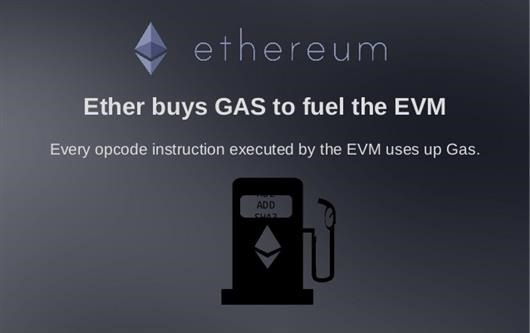 ethereum
Ether buys GAS to fuel the EVM
Every opcode instruction executed by the EVM uses up Gas.
ADD
SHA3